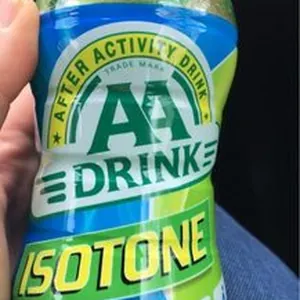 AFTER ACTIVITY DRINK
TRADE MARK
AA
DRINK
ISOTONE